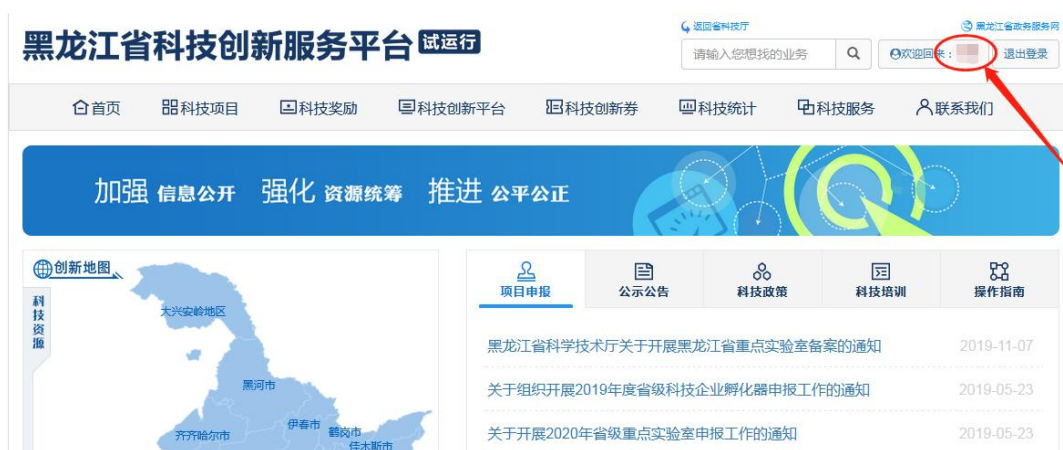 黑龙江省科技创新服务平台 试运行
返回省科技厅
黑龙江省政务服务网
请输入您想找的业务
欢迎回来：
退出登录
首页 科技项目 科技奖励 科技创新平台 科技创新券 科技统计 科技服务 联系我们
加强 信息公开 强化 资源统筹 推进 公平公正
创新地图
科技资源
大兴安岭地区
黑河市
伊春市
鹤岗市
齐齐哈尔市
佳木斯市
项目申报 公示公告 科技政策 科技培训 操作指南
黑龙江省科学技术厅关于开展黑龙江省重点实验室备案的通知 2019-11-07
关于组织开展2019年度省级科技企业孵化器申报工作的通知 2019-05-23
关于开展2020年省级重点实验室申报工作的通知 2019-05-23